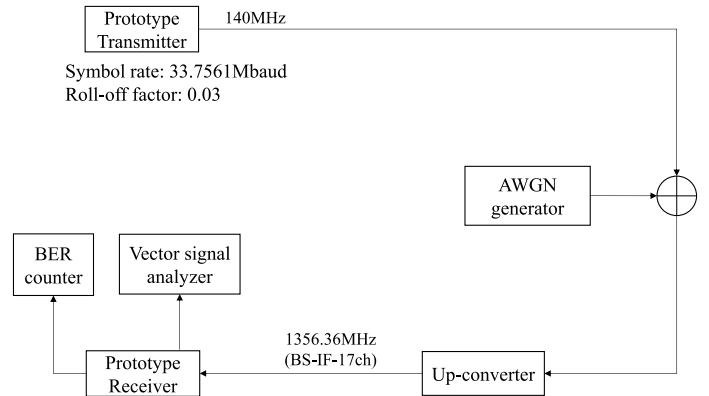 Prototype
Transmitter
140MHz
Symbol rate: 33.7561Mbaud
Roll-off factor: 0.03
AWGN
generator
BER
counter
Vector signal
analyzer
1356.36MHz
(BS-IF-17ch)
Prototype
Receiver
Up-converter